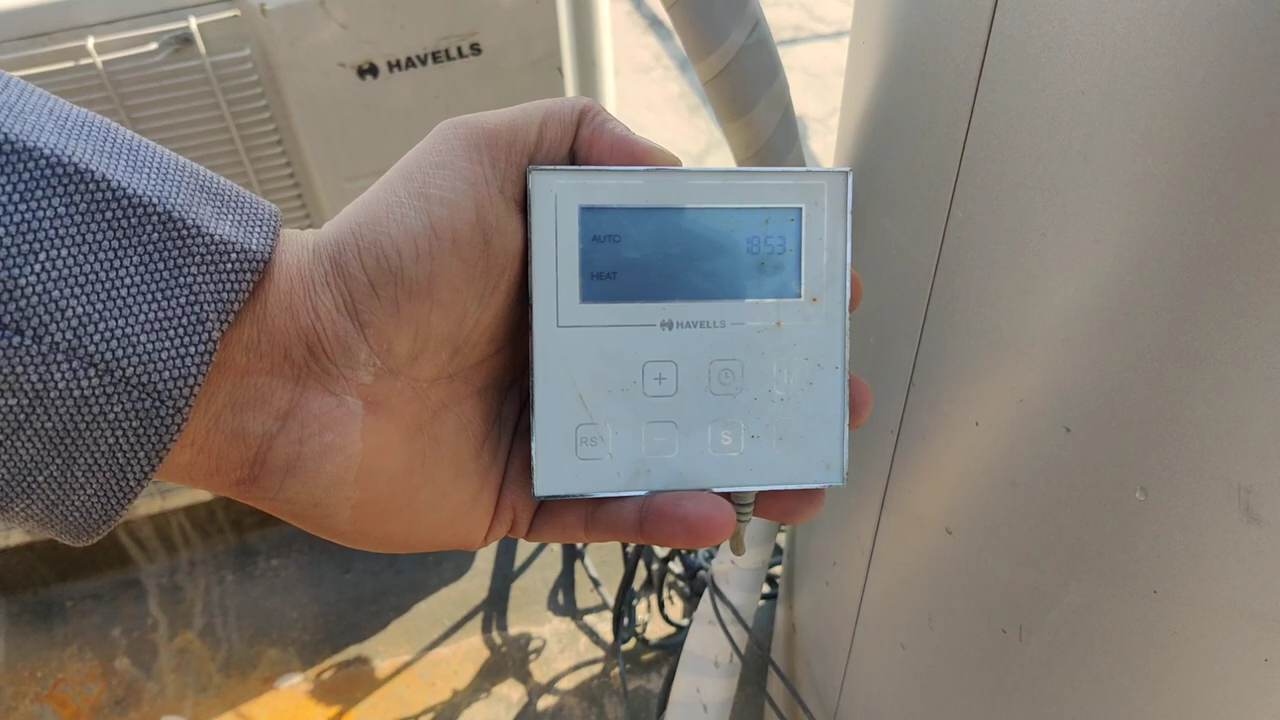 HAVELLS
AUTO
18:53
HEAT
HAVELLS
+
RS
−
S